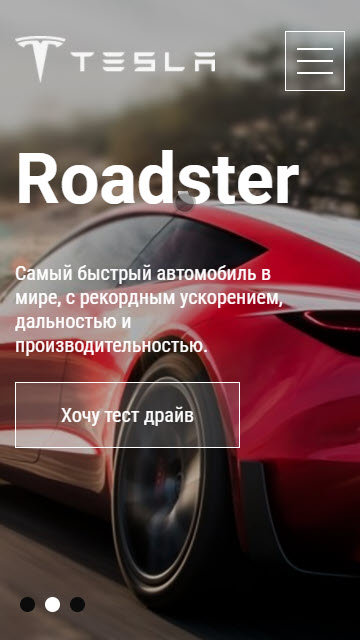 TESLA
Roadster
Самый быстрый автомобиль в
мире, с рекордным ускорением,
дальностью и
производительностью.
Хочу тест драйв